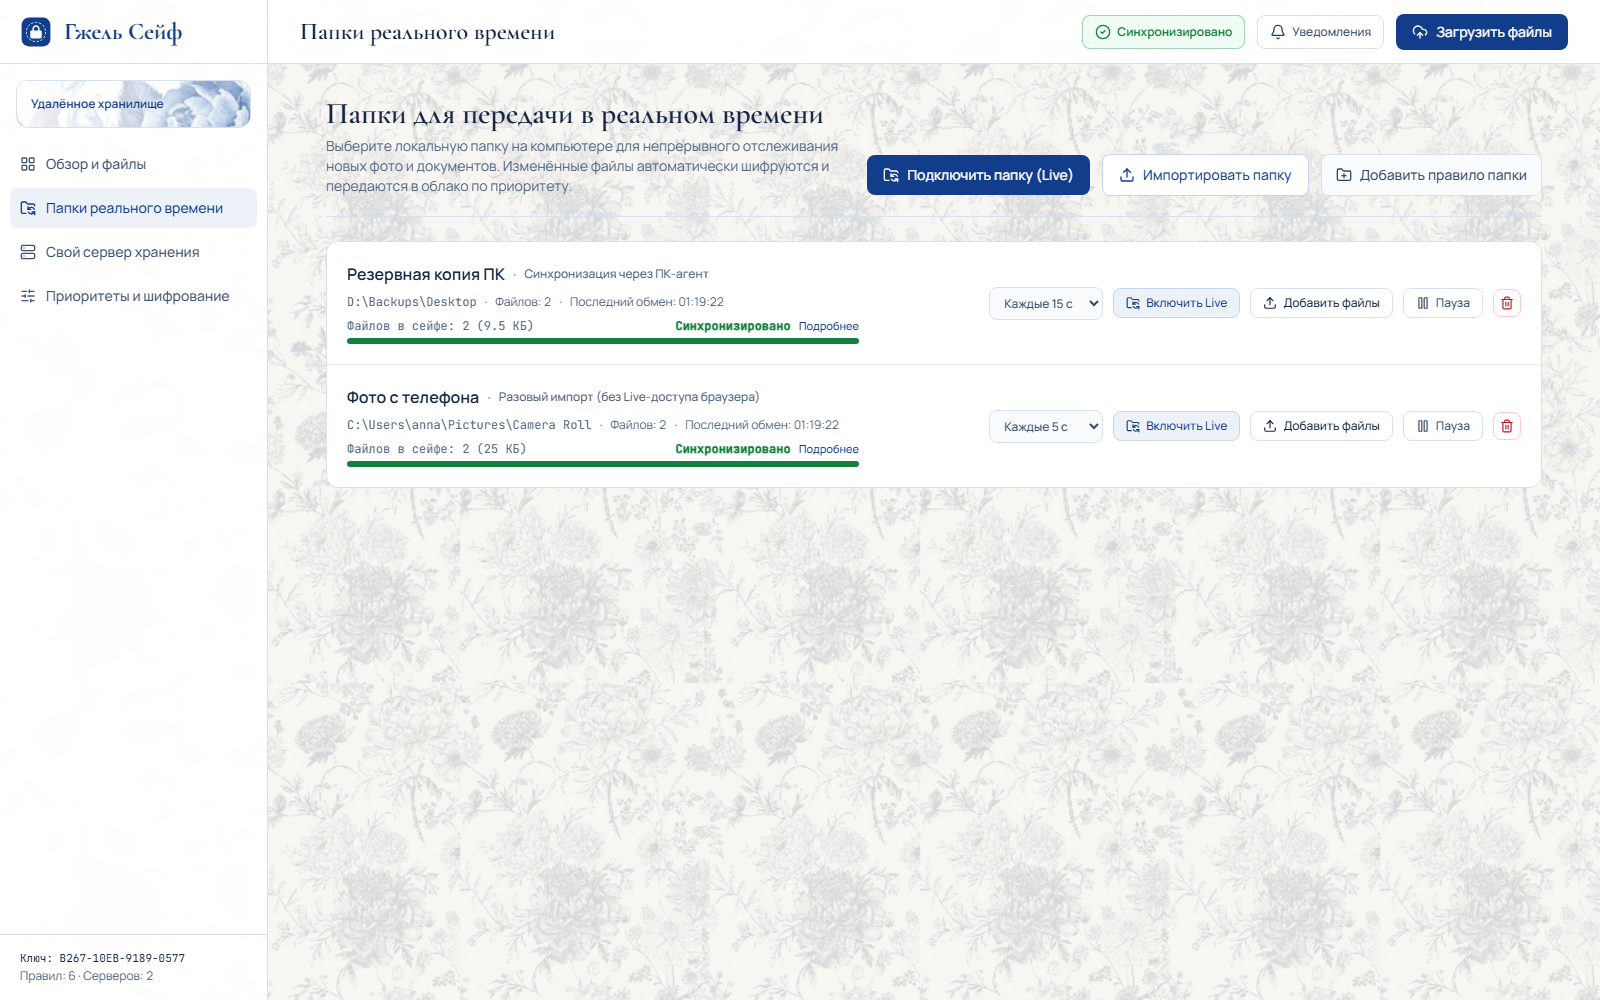 Гжель Сейф
Папки реального времени
Синхронизировано
Уведомления
Загрузить файлы
Удалённое хранилище
Обзор и файлы
Папки реального времени
Свой сервер хранения
Приоритеты и шифрование
Папки для передачи в реальном времени
Выберите локальную папку на компьютере для непрерывного отслеживания
новых фото и документов. Изменённые файлы автоматически шифруются и
передаются в облако по приоритету.
Подключить папку (Live)
Импортировать папку
Добавить правило папки
Резервная копия ПК · Синхронизация через ПК-агент
D:\Backups\Desktop · Файлов: 2 · Последний обмен: 01:19:22
Файлов в сейфе: 2 (9.5 КБ) Синхронизировано Подробнее
Каждые 15 с
Включить Live
Добавить файлы
Пауза
Фото с телефона · Разовый импорт (без Live-доступа браузера)
C:\Users\anna\Pictures\Camera Roll · Файлов: 2 · Последний обмен: 01:19:22
Файлов в сейфе: 2 (25 КБ) Синхронизировано Подробнее
Каждые 5 с
Включить Live
Добавить файлы
Пауза
Ключ: B267-10EB-9189-0577
Правил: 6 · Серверов: 2